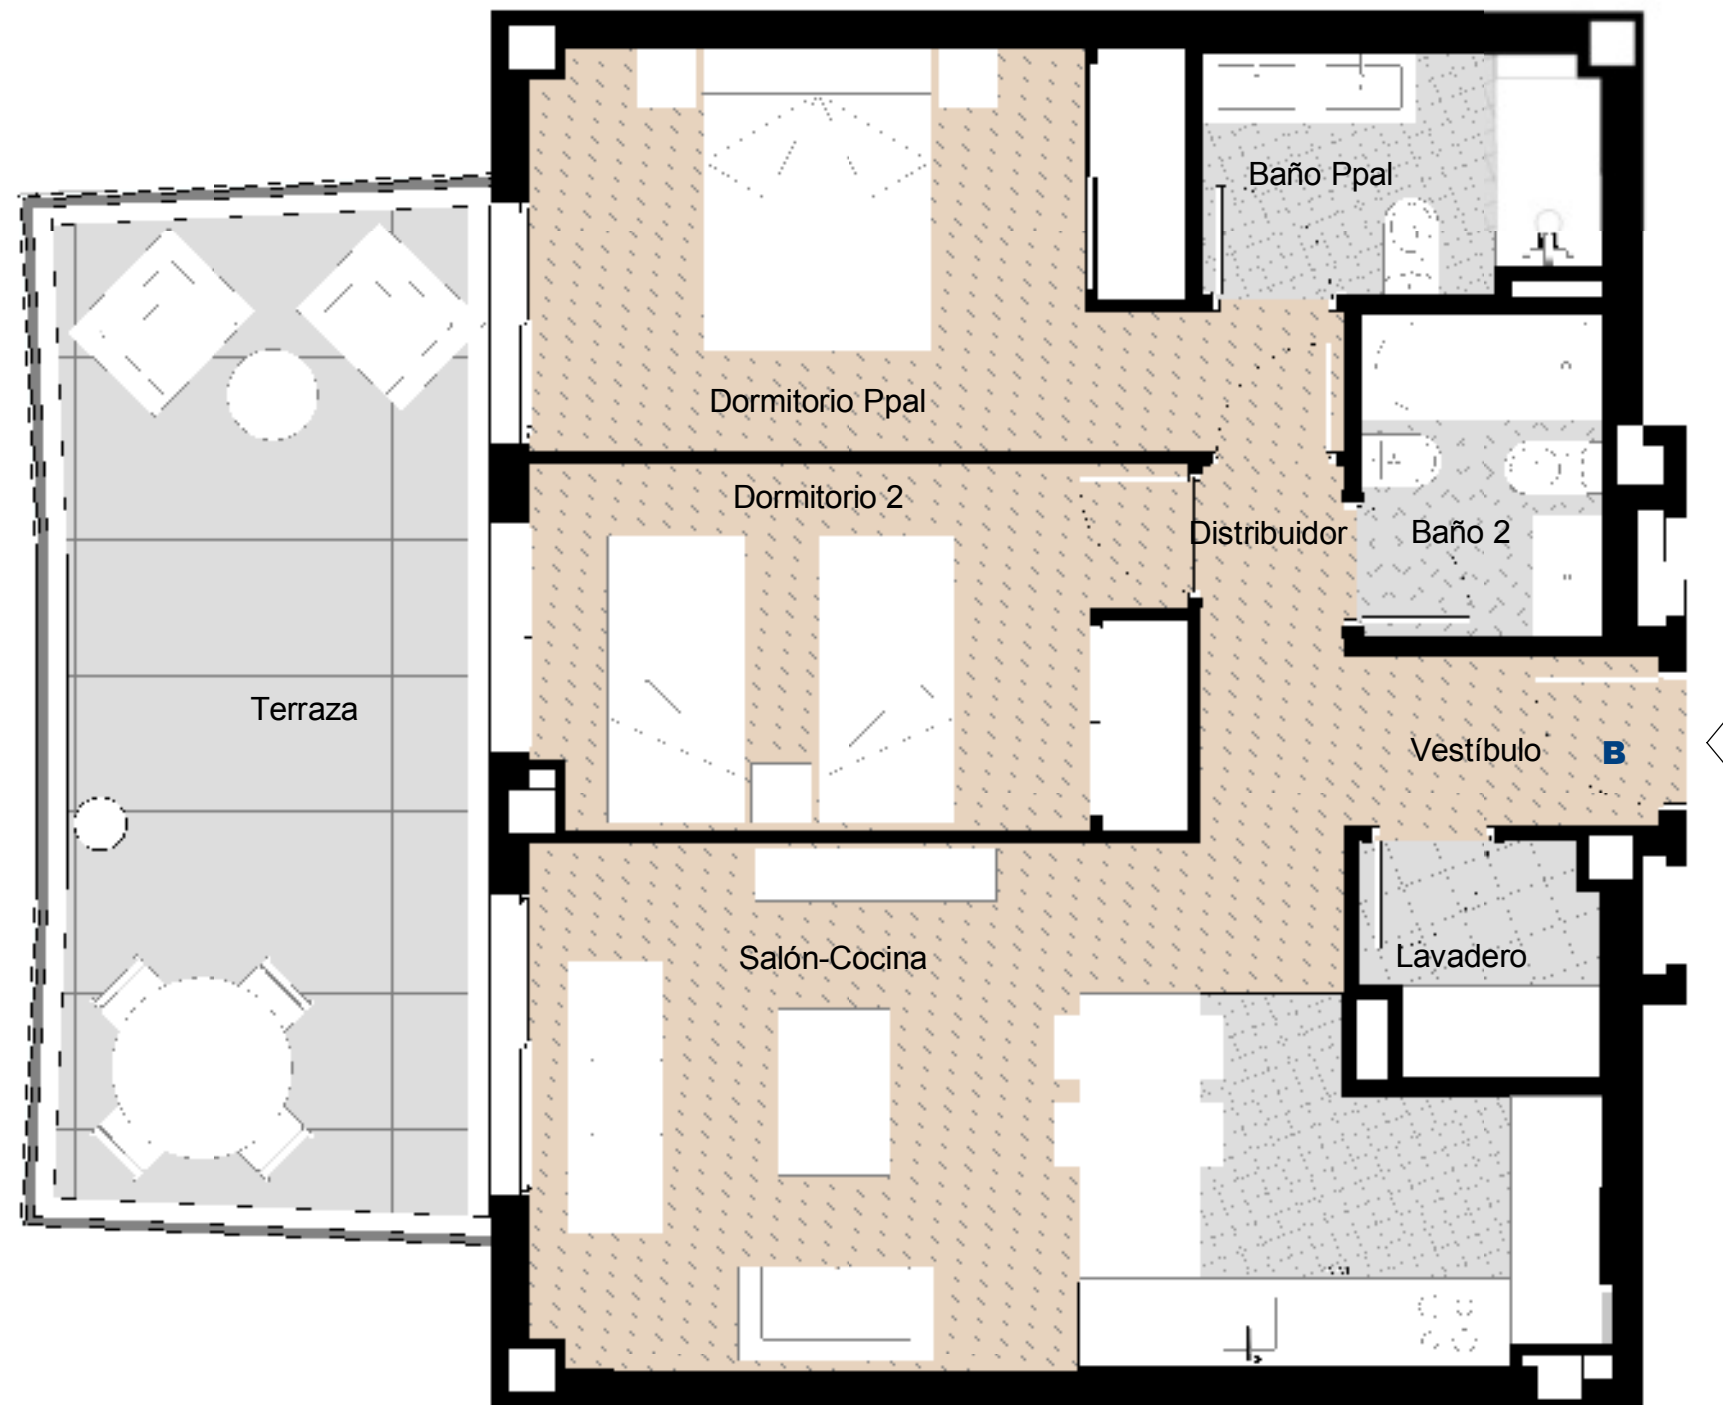 Baño Ppal
Dormitorio Ppal
Dormitorio 2
Distribuidor
Baño 2
Terraza
Vestíbulo
B
Salón-Cocina
Lavadero